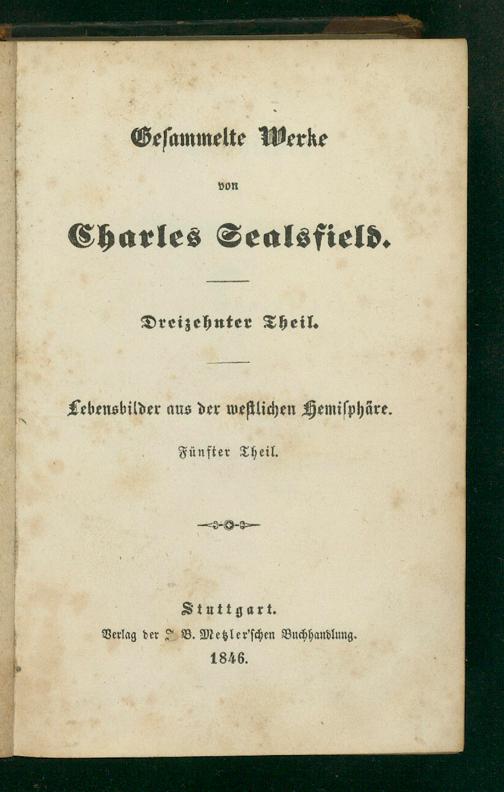 Gesammelte Werke
von
Charles Sealsfield.
Dreizehnter Theil.
Lebensbilder aus der westlichen Hemisphäre.
Fünfter Theil.
Stuttgart.
Verlag der J. B. Metzler'schen Buchhandlung.
1846.